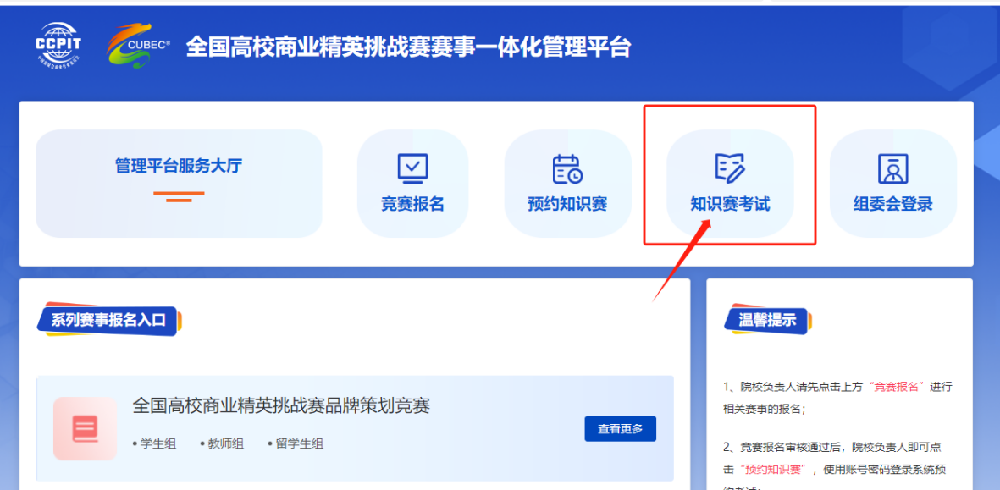 CCPIT
CUBEC®
全国高校商业精英挑战赛赛事一体化管理平台
管理平台服务大厅
竞赛报名
预约知识赛
知识赛考试
组委会登录
系列赛事报名入口
全国高校商业精英挑战赛品牌策划竞赛
• 学生组 • 教师组 • 留学生组
查看更多
温馨提示
1、院校负责人请先点击上方“竞赛报名”进行
相关赛事的报名；
2、竞赛报名审核通过后，院校负责人即可点
击“预约知识赛”，使用账号密码登录系统预